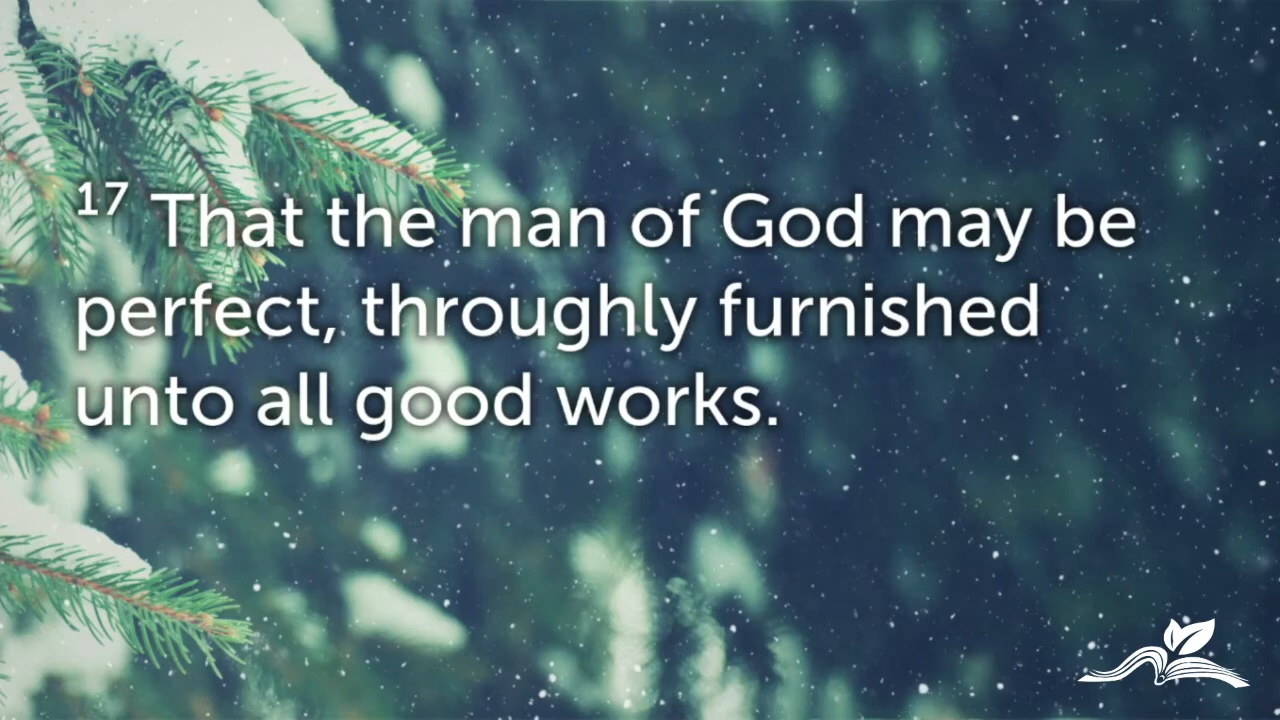 17 That the man of God may be
perfect, throughly furnished
unto all good works.